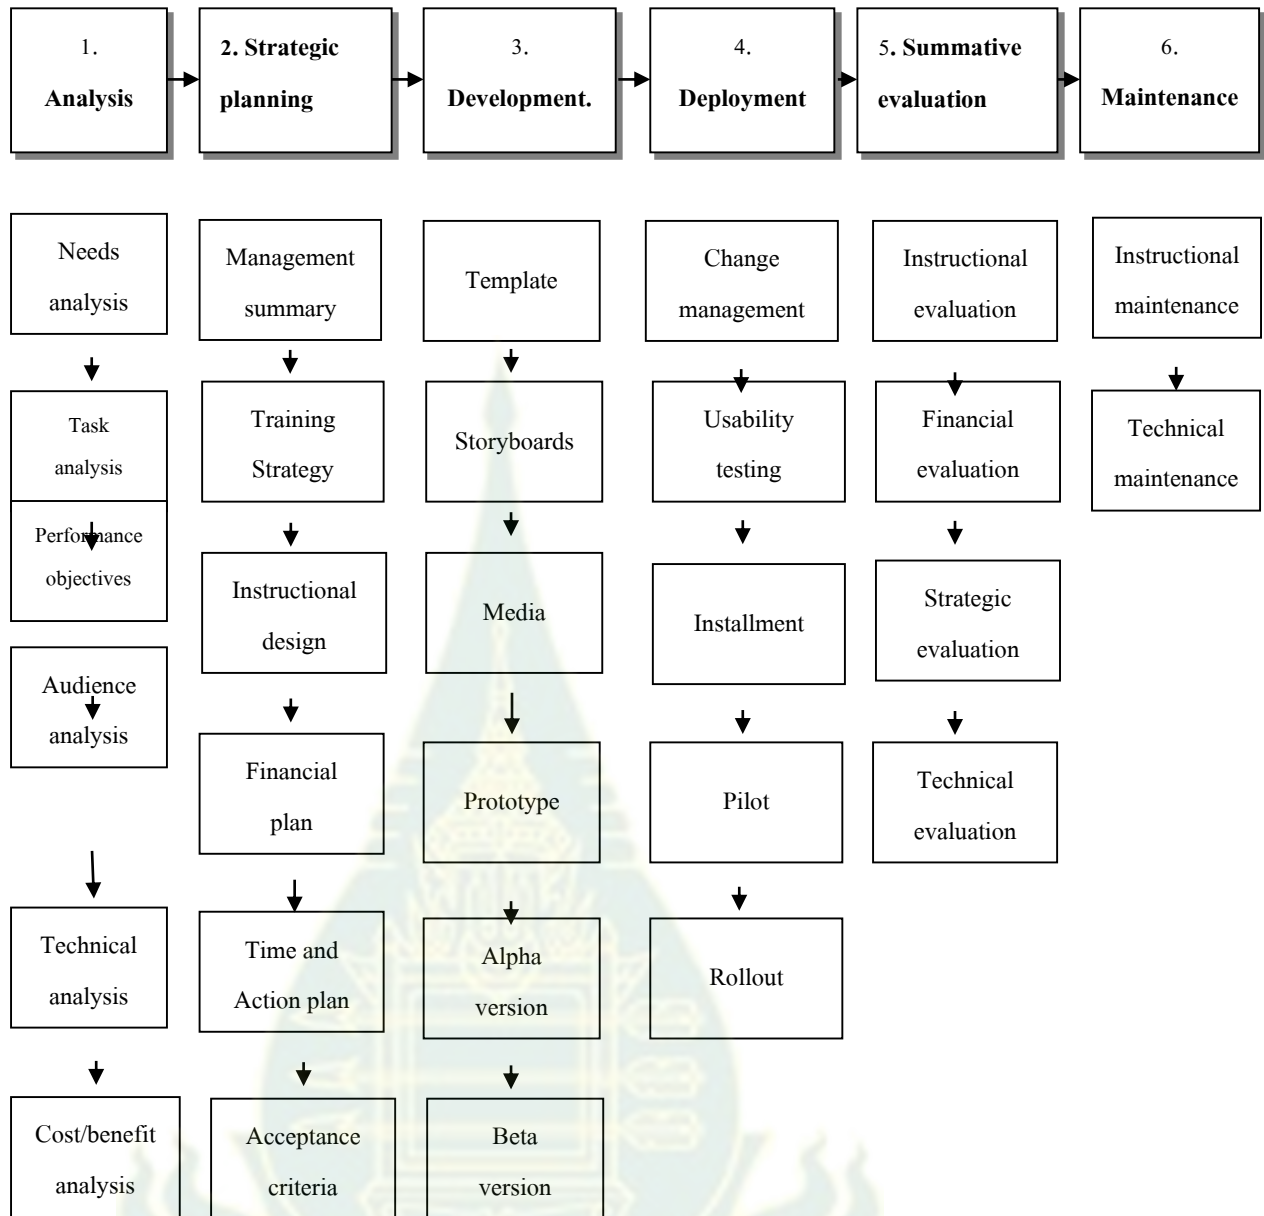 1.
Analysis
2. Strategic
planning
3.
Development.
4.
Deployment
5. Summative
evaluation
6.
Maintenance
Needs
analysis
Task
analysis
Performance
objectives
Audience
analysis
Technical
analysis
Cost/benefit
analysis
Management
summary
Training
Strategy
Instructional
design
Financial
plan
Time and
Action plan
Acceptance
criteria
Template
Storyboards
Media
Prototype
Alpha
version
Beta
version
Change
management
Usability
testing
Installment
Pilot
Rollout
Instructional
evaluation
Financial
evaluation
Strategic
evaluation
Technical
evaluation
Instructional
maintenance
Technical
maintenance